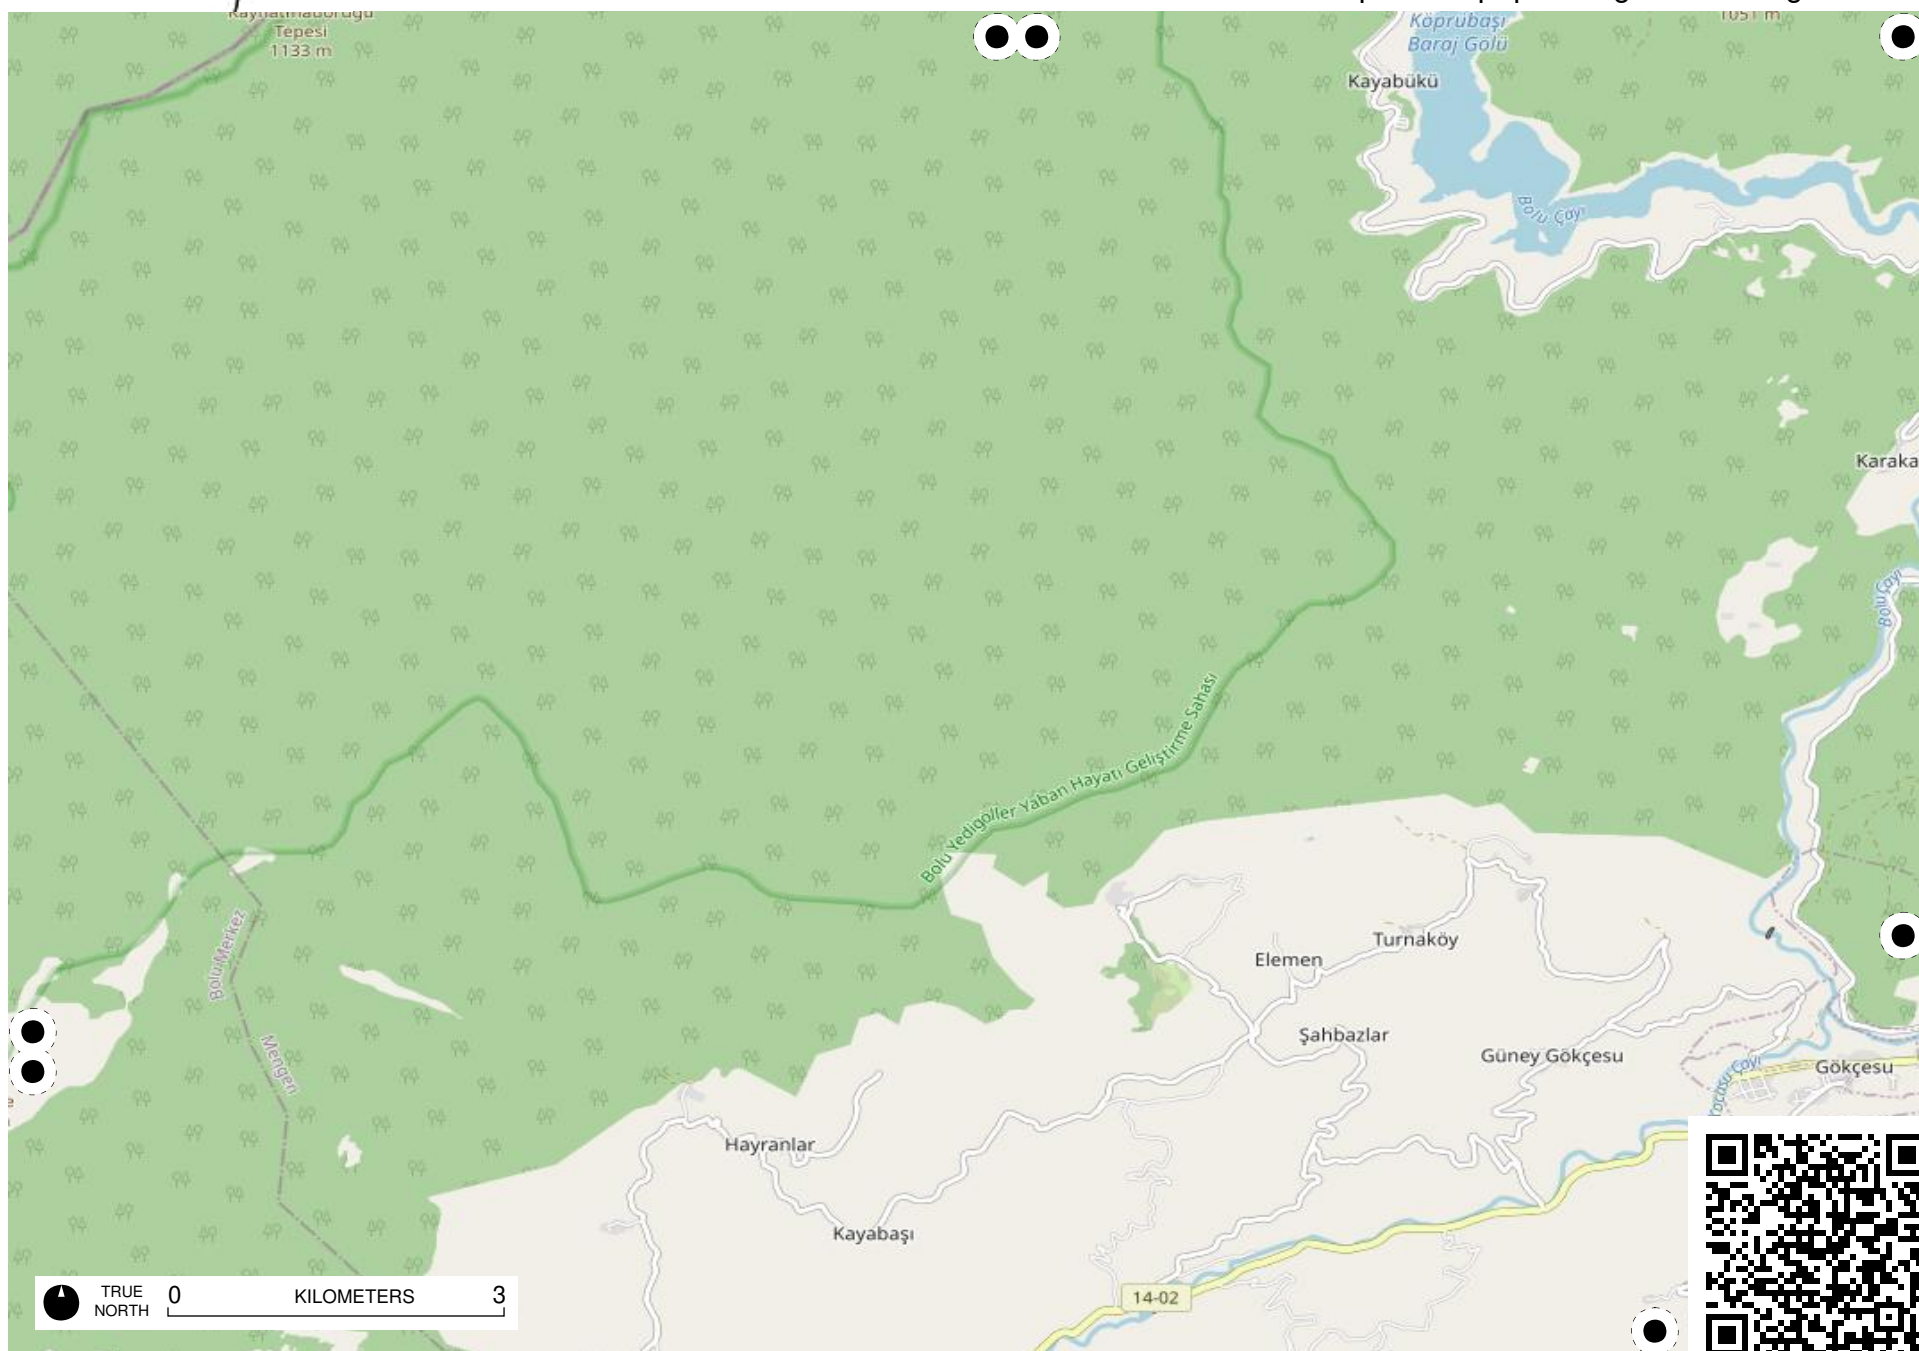 Tepesi
1133 m
Köprübaşı
Baraj Gölü
1051 m
Kayabükü
Bolu Çayı
Karaka
Bolu Çayı
Bolu Yedigöller Yaban Hayatı Geliştirme Sahası
Bolu Merkez
Mengen
Turnaköy
Elemen
Şahbazlar
Güney Gökçesu
Gökçesu
Hayranlar
Kayabaşı
14-02
TRUE
NORTH
0 KILOMETERS 3